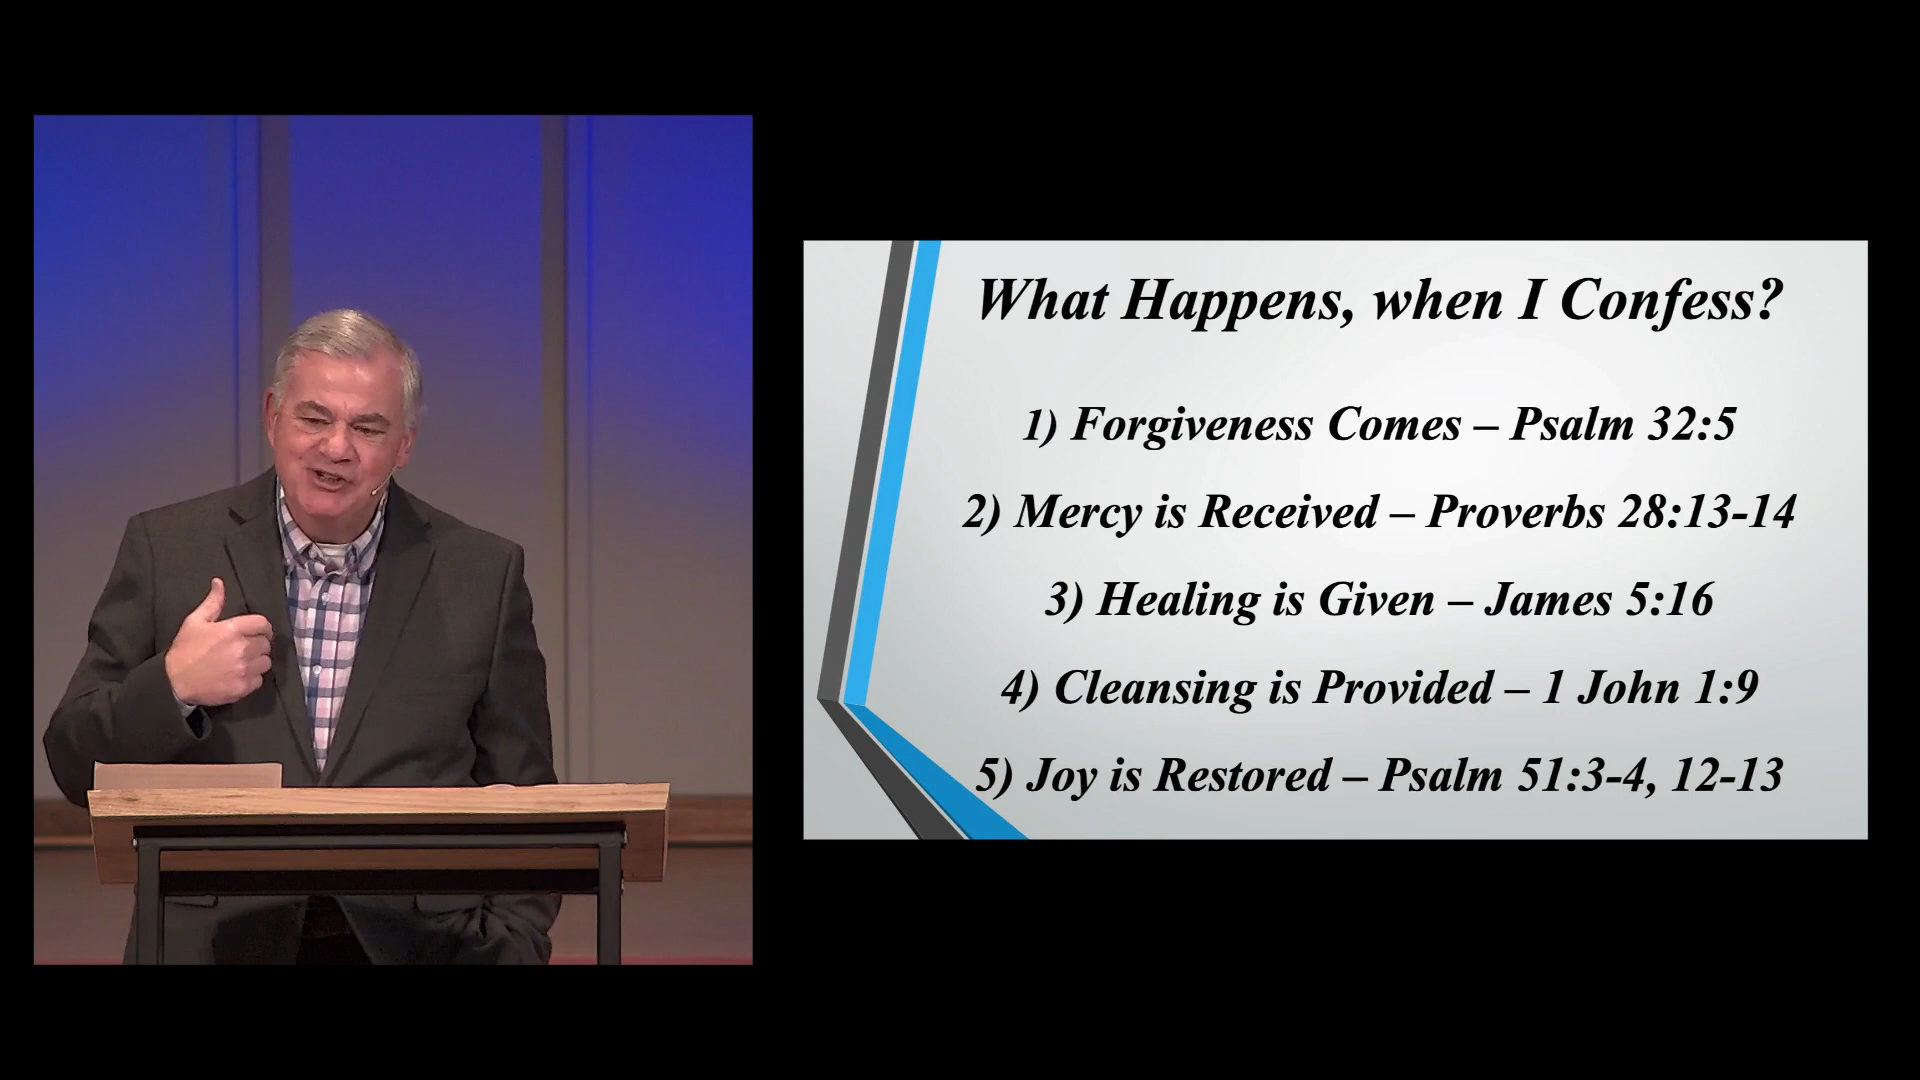 What Happens, when I Confess?
1) Forgiveness Comes – Psalm 32:5
2) Mercy is Received – Proverbs 28:13-14
3) Healing is Given – James 5:16
4) Cleansing is Provided – 1 John 1:9
5) Joy is Restored – Psalm 51:3-4, 12-13